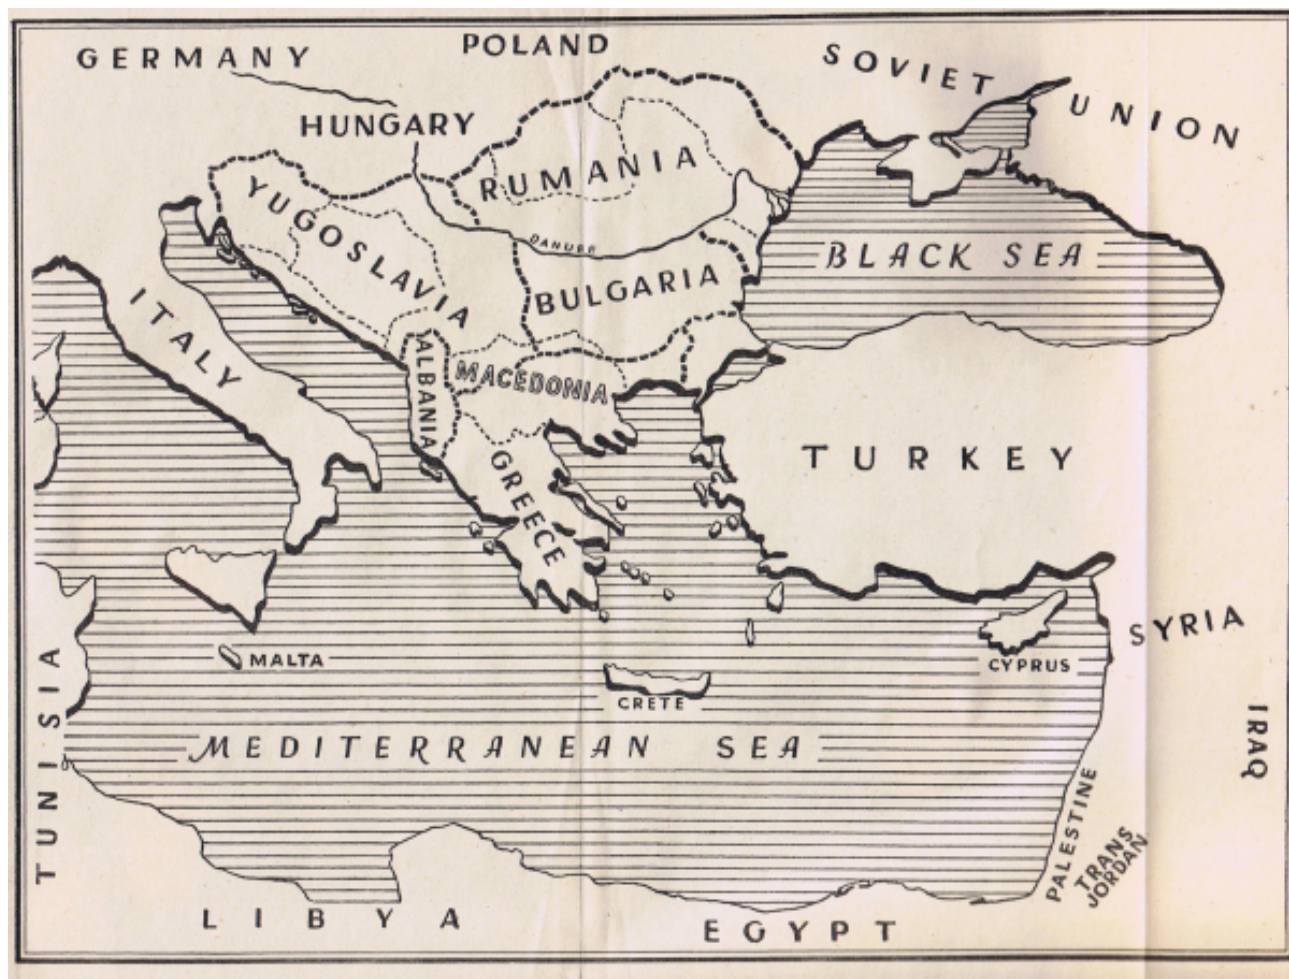 GERMANY
POLAND
SOVIET UNION
HUNGARY
RUMANIA
YUGOSLAVIA
DANUBE
BLACK SEA
BULGARIA
ITALY
ALBANIA
MACEDONIA
GREECE
TURKEY
SYRIA
MALTA
CYPRUS
CRETE
TUNISIA
MEDITERRANEAN SEA
IRAQ
PALESTINE
TRANS
JORDAN
LIBYA
EGYPT